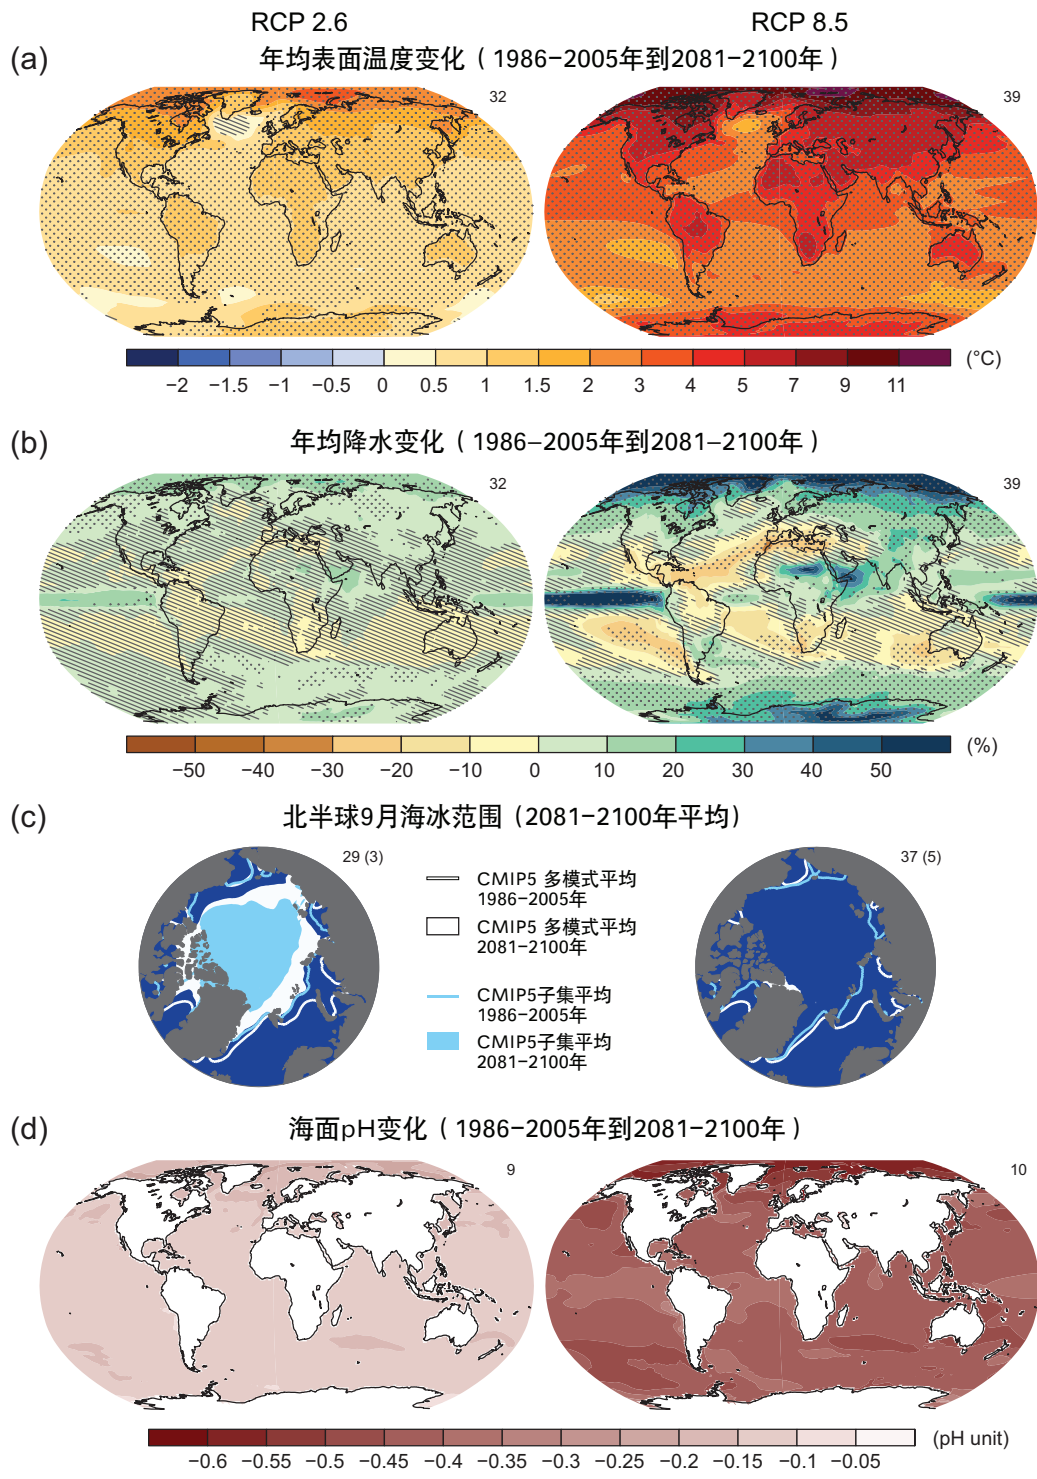 RCP 2.6
RCP 8.5
(a)
年均表面温度变化（1986–2005年到2081–2100年）
32
39
−2 −1.5 −1 −0.5 0 0.5 1 1.5 2 3 4 5 7 9 11
(°C)
(b)
年均降水变化（1986–2005年到2081–2100年）
32
39
−50 −40 −30 −20 −10 0 10 20 30 40 50
(%)
(c)
北半球9月海冰范围（2081–2100年平均)
29 (3)
37 (5)
CMIP5 多模式平均
1986–2005年
CMIP5 多模式平均
2081–2100年
CMIP5子集平均
1986–2005年
CMIP5子集平均
2081–2100年
(d)
海面pH变化（1986–2005年到2081–2100年）
9
10
−0.6 −0.55 −0.5 −0.45 −0.4 −0.35 −0.3 −0.25 −0.2 −0.15 −0.1 −0.05
(pH unit)